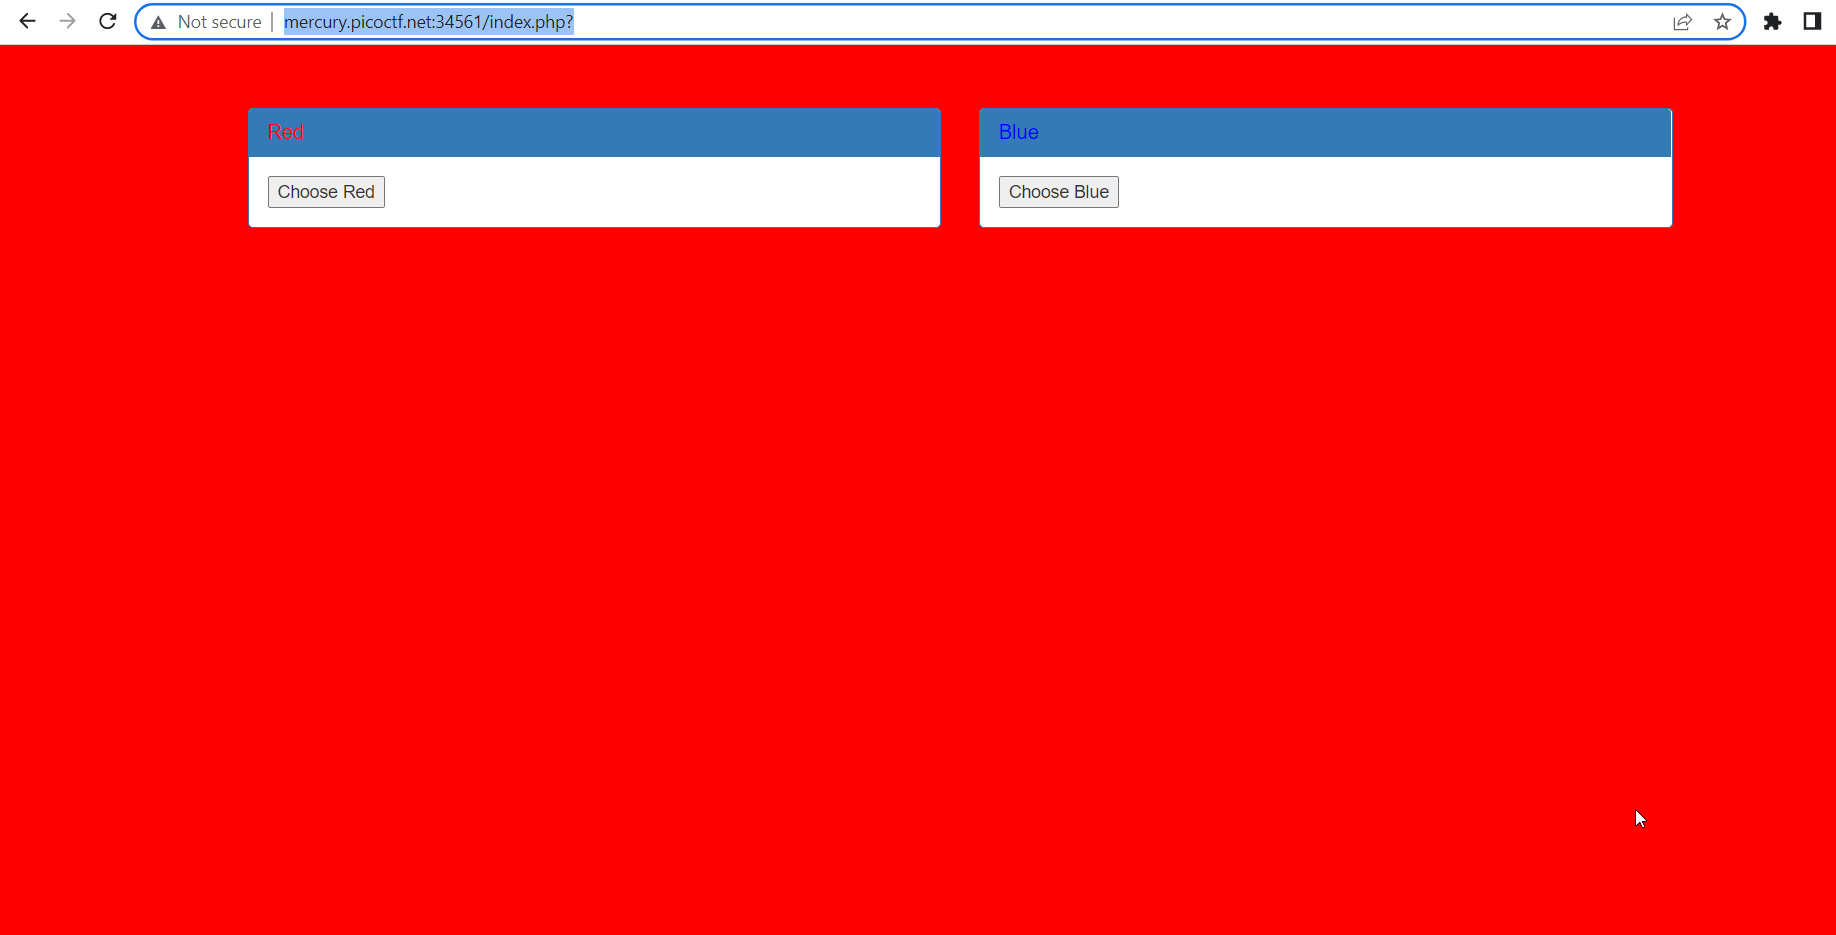 Not secure | mercury.picoctf.net:34561/index.php?
Red
Choose Red
Blue
Choose Blue